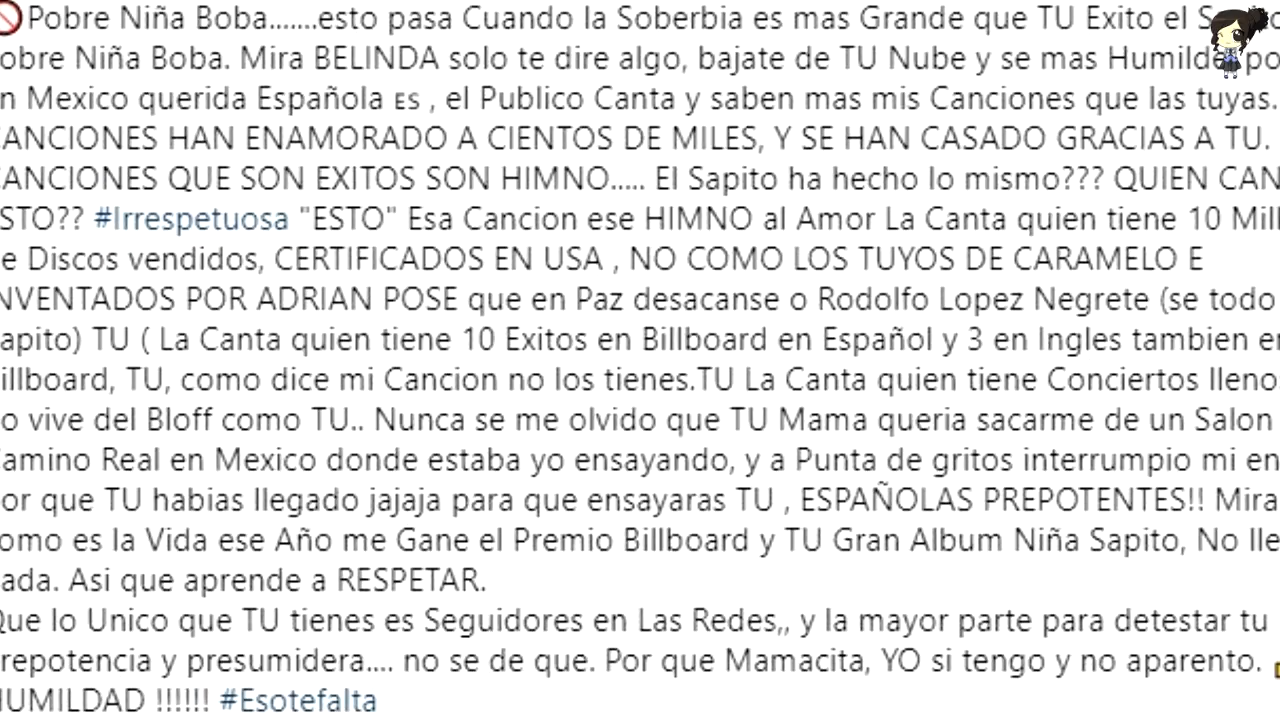 Pobre Niña Boba.......esto pasa Cuando la Soberbia es mas Grande que TU Exito el
obre Niña Boba. Mira BELINDA solo te dire algo, bajate de TU Nube y se mas Humilde po
n Mexico querida Española ES , el Publico Canta y saben mas mis Canciones que las tuyas.
ANCIONES HAN ENAMORADO A CIENTOS DE MILES, Y SE HAN CASADO GRACIAS A TU.
ANCIONES QUE SON EXITOS SON HIMNO..... El Sapito ha hecho lo mismo??? QUIEN CAN
STO?? #Irrespetuosa "ESTO" Esa Cancion ese HIMNO al Amor La Canta quien tiene 10 Mill
e Discos vendidos, CERTIFICADOS EN USA , NO COMO LOS TUYOS DE CARAMELO E
NVENTADOS POR ADRIAN POSE que en Paz desacanse o Rodolfo Lopez Negrete (se todo
apito) TU ( La Canta quien tiene 10 Exitos en Billboard en Español y 3 en Ingles tambien en
illboard, TU, como dice mi Cancion no los tienes.TU La Canta quien tiene Conciertos lleno
o vive del Bloff como TU.. Nunca se me olvido que TU Mama queria sacarme de un Salon
amino Real en Mexico donde estaba yo ensayando, y a Punta de gritos interrumpio mi en
or que TU habias llegado jajaja para que ensayaras TU , ESPAÑOLAS PREPOTENTES!! Mira
omo es la Vida ese Año me Gane el Premio Billboard y TU Gran Album Niña Sapito, No lle
ada. Asi que aprende a RESPETAR.
Que lo Unico que TU tienes es Seguidores en Las Redes,, y la mayor parte para detestar tu
repotencia y presumidera.... no se de que. Por que Mamacita, YO si tengo y no aparento.
HUMILDAD !!!!!! #Esotefalta